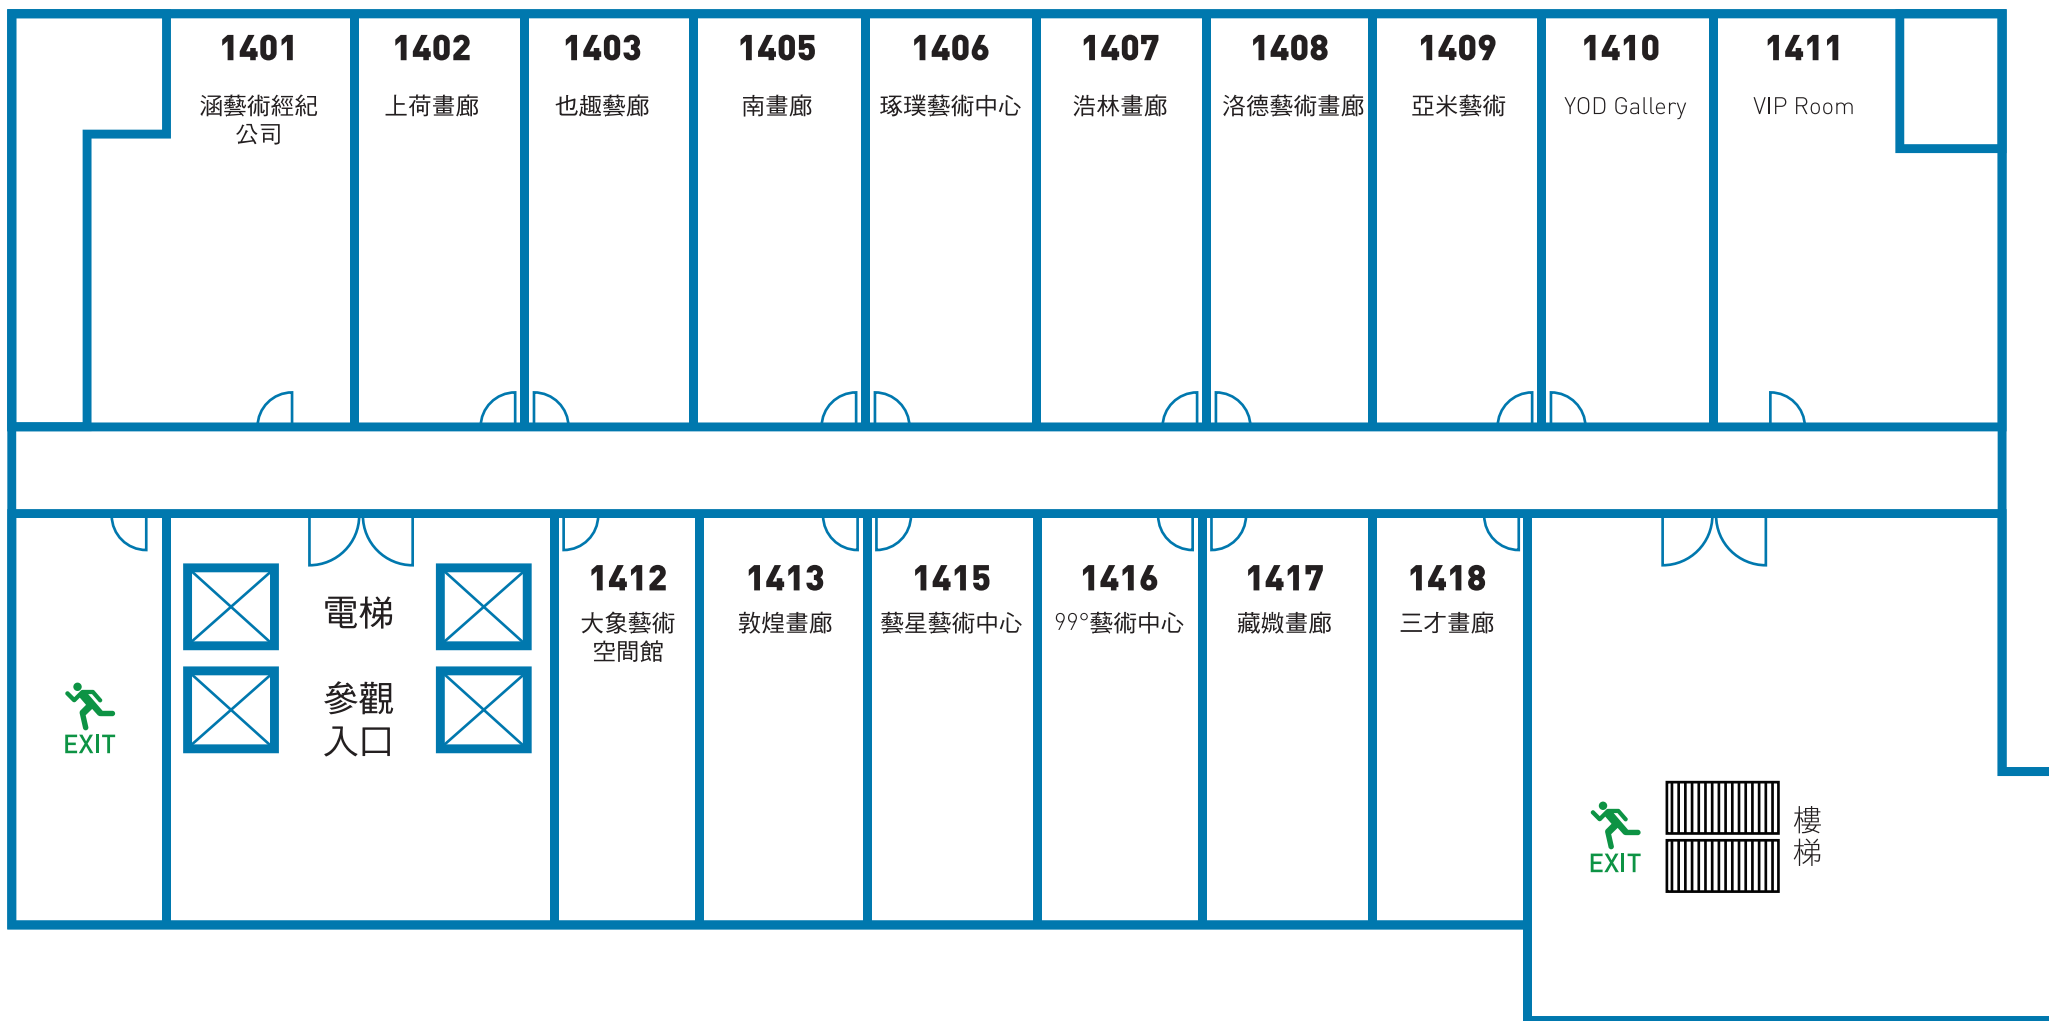 1401
涵藝術經紀
公司
1402
上荷畫廊
1403
也趣藝廊
1405
南畫廊
1406
琢璞藝術中心
1407
浩林畫廊
1408
洛德藝術畫廊
1409
亞米藝術
1410
YOD Gallery
1411
VIP Room
EXIT
電梯
參觀
入口
1412
大象藝術
空間館
1413
敦煌畫廊
1415
藝星藝術中心
1416
99°藝術中心
1417
藏媺畫廊
1418
三才畫廊
EXIT
樓
梯